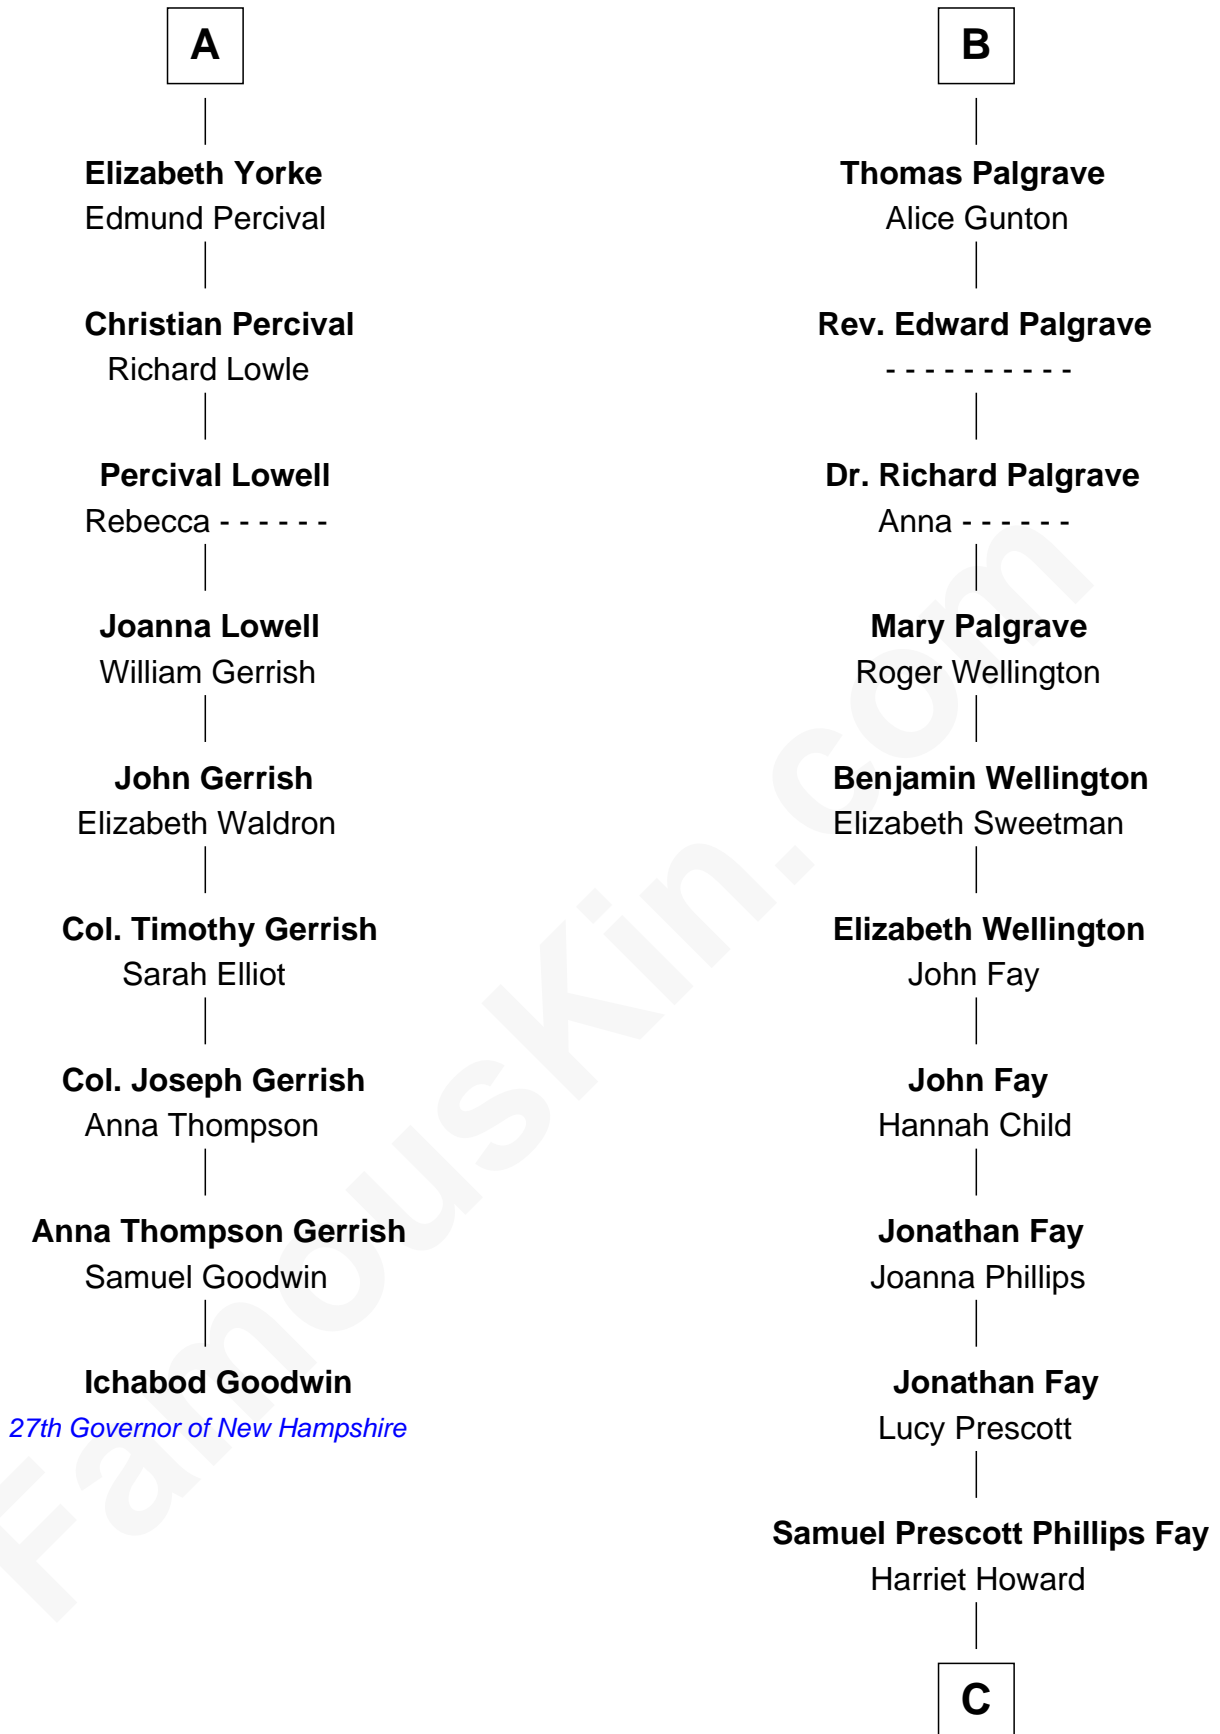 A
Elizabeth Yorke
Edmund Percival
Christian Percival
Richard Lowle
Percival Lowell
Rebecca - - - - - -
Joanna Lowell
William Gerrish
John Gerrish
Elizabeth Waldron
Col. Timothy Gerrish
Sarah Elliot
Col. Joseph Gerrish
Anna Thompson
Anna Thompson Gerrish
Samuel Goodwin
Ichabod Goodwin
27th Governor of New Hampshire
B
Thomas Palgrave
Alice Gunton
Rev. Edward Palgrave
- - - - - - - - - -
Dr. Richard Palgrave
Anna - - - - - -
Mary Palgrave
Roger Wellington
Benjamin Wellington
Elizabeth Sweetman
Elizabeth Wellington
John Fay
John Fay
Hannah Child
Jonathan Fay
Joanna Phillips
Jonathan Fay
Lucy Prescott
Samuel Prescott Phillips Fay
Harriet Howard
C
FamousKin.com